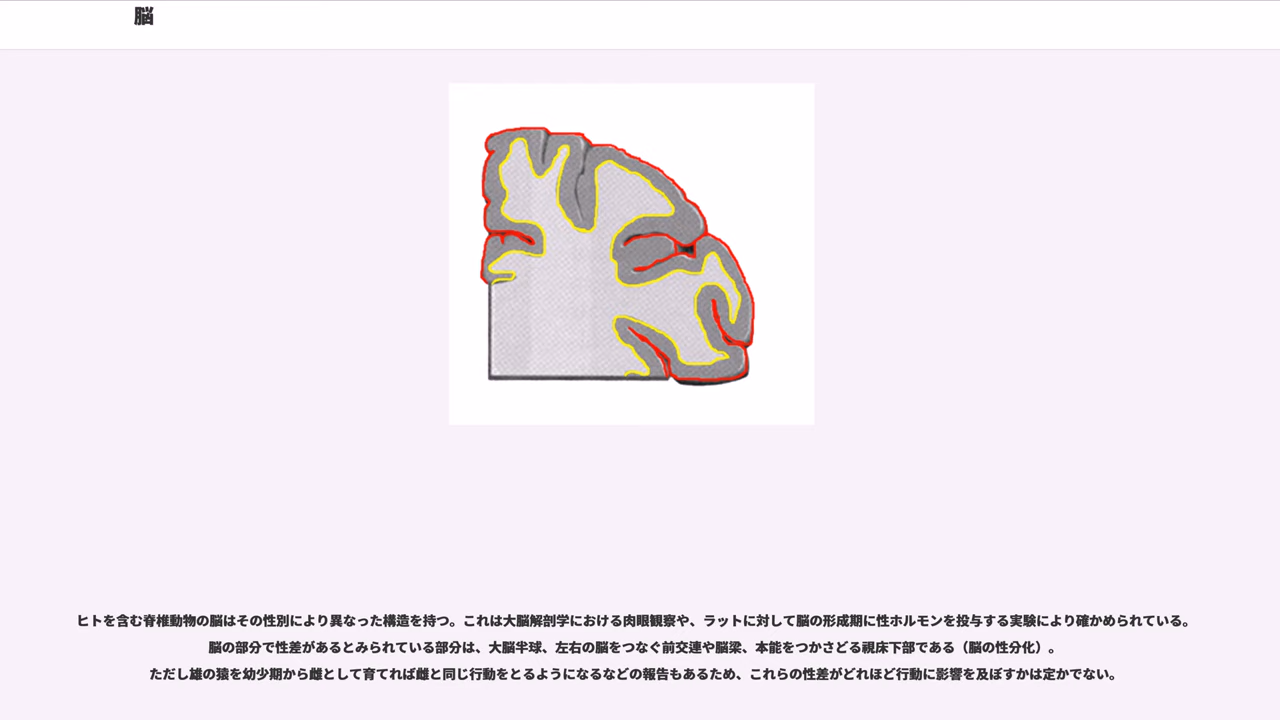 脳
ヒトを含む脊椎動物の脳はその性別により異なった構造を持つ。これは大脳解剖学における肉眼観察や、ラットに対して脳の形成期に性ホルモンを投与する実験により確かめられている。
脳の部分で性差があるとみられている部分は、大脳半球、左右の脳をつなぐ前交連や脳梁、本能をつかさどる視床下部である（脳の性分化）。
ただし雄の猿を幼少期から雌として育てれば雌と同じ行動をとるようになるなどの報告もあるため、これらの性差がどれほど行動に影響を及ぼすかは定かでない。